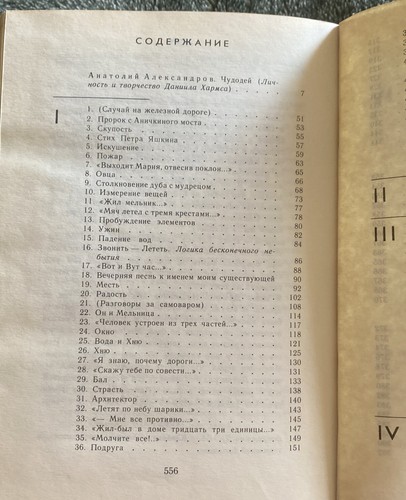 СОДЕРЖАНИЕ
Анатолий Александров. Чудодей (Лич-
ность и творчество Даниила Хармса) . . . . 7
I
1. (Случай на железной дороге) . . . . 51
2. Пророк с Аничкиного моста . . . . 53
3. Скупость . . . . 55
4. Стих Петра Яшкина . . . . 57
5. Искушение . . . . 59
6. Пожар . . . . 63
7. «Выходит Мария, отвесив поклон...» . . . . 65
8. Овца . . . . 66
9. Столкновение дуба с мудрецом . . . . 68
10. Измерение вещей . . . . 73
11. «Жил мельник...» . . . . 77
12. «Мяч летел с тремя крестами...» . . . . 78
13. Пробуждение элементов . . . . 80
14. Ужин . . . . 82
15. Падение вод . . . . 84
16. Звонить — Лететь. Логика бесконечного не-
бытия . . . . 86
17. «Вот и Вут час...» . . . . 88
18. Вечерняя песнь к именем моим существующей 90
19. Месть . . . . 92
20. Радость . . . . 102
21. (Разговоры за самоваром) . . . . 108
22. Он и Мельница . . . . 114
23. «Человек устроен из трех частей...» . . . . 117
24. Окно . . . . 118
25. Вода и Хню . . . . 121
26. Хню . . . . 125
27. «Я знаю, почему дороги...» . . . . 131
28. «Скажу тебе по совести...» . . . . 133
29. Бал . . . . 135
30. Страсть . . . . 138
31. Архитектор . . . . 140
32. «Летят по небу шарики...» . . . . 143
33. «— Мне все противно...» . . . . 145
34. «Жил-был в доме тридцать три единицы...» 147
35. «Молчите все!..» . . . . 149
36. Подруга . . . . 151
556
II
III
IV